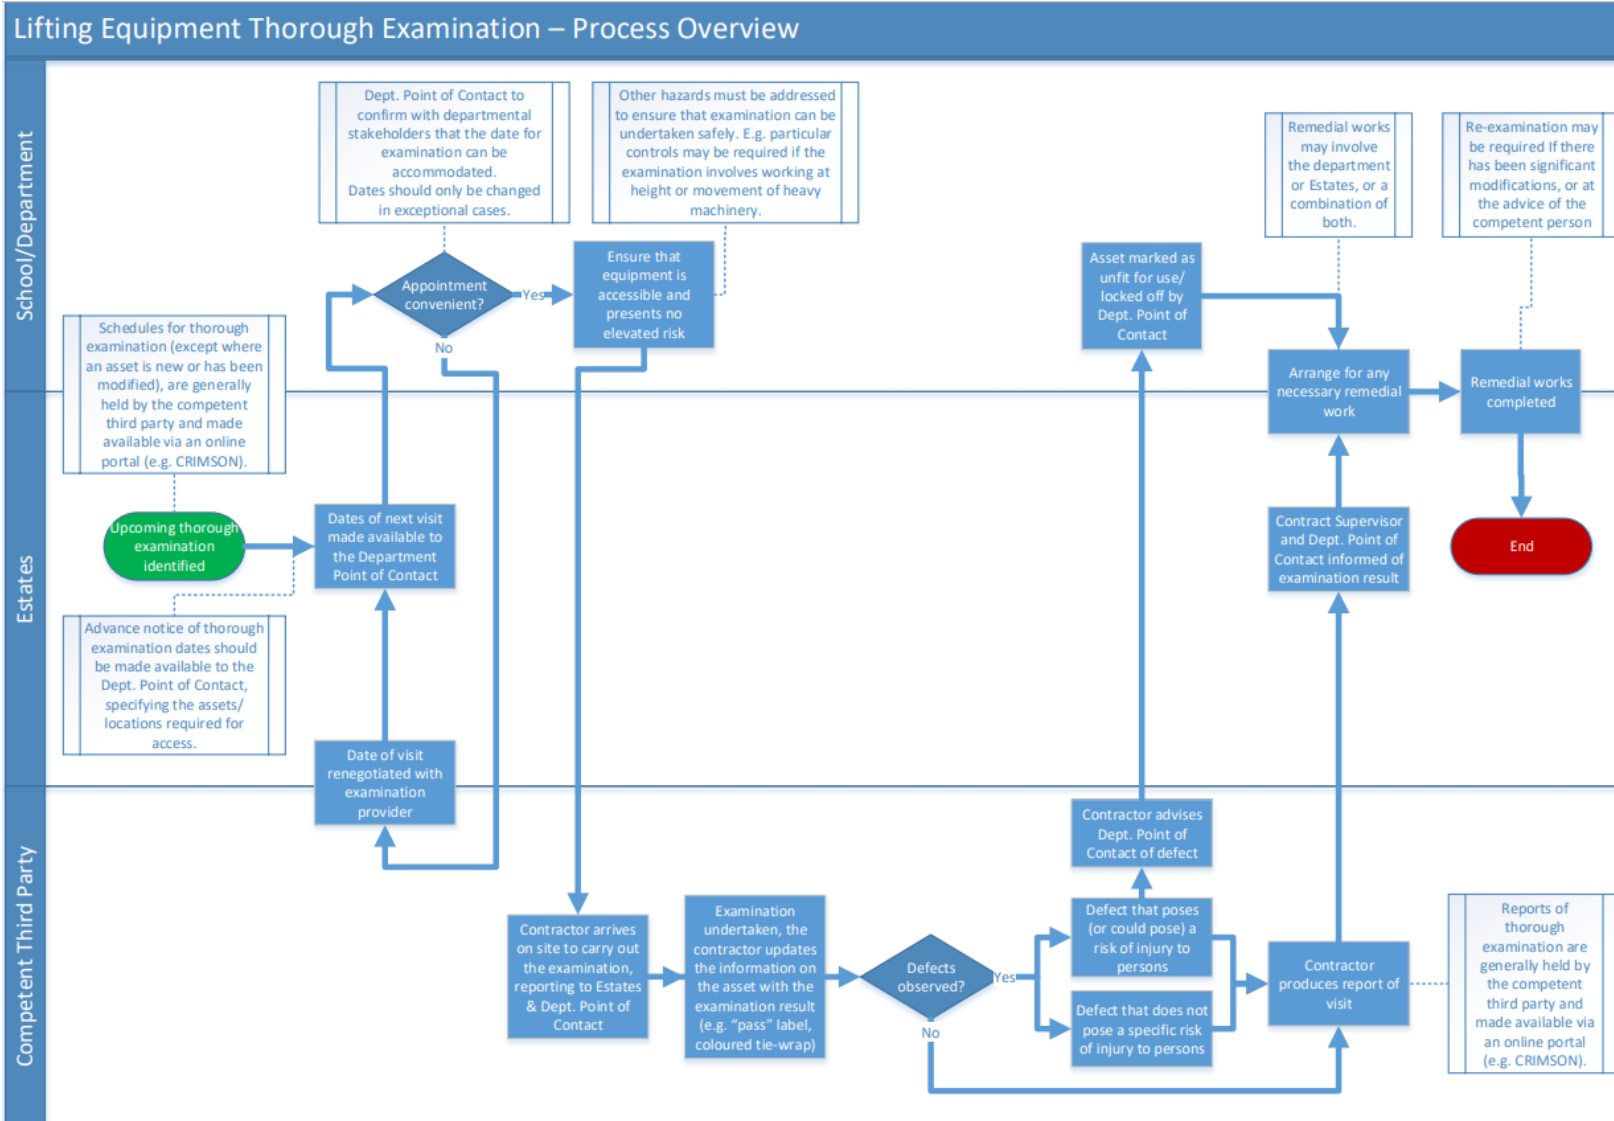 Lifting Equipment Thorough Examination – Process Overview
School/Department
Dept. Point of Contact to
confirm with departmental
stakeholders that the date for
examination can be
accommodated.
Dates should only be changed
in exceptional cases.
Other hazards must be addressed
to ensure that examination can be
undertaken safely. E.g. particular
controls may be required if the
examination involves working at
height or movement of heavy
machinery.
Remedial works
may involve
the department
or Estates, or a
combination of
both.
Re-examination may
be required If there
has been significant
modifications, or at
the advice of the
competent person
Appointment
convenient?
Yes
No
Ensure that
equipment is
accessible and
presents no
elevated risk
Asset marked as
unfit for use/
locked off by
Dept. Point of
Contact
Schedules for thorough
examination (except where
an asset is new or has been
modified), are generally
held by the competent
third party and made
available via an online
portal (e.g. CRIMSON).
Arrange for any
necessary remedial
work
Remedial works
completed
Estates
Upcoming thorough
examination
identified
Dates of next visit
made available to
the Department
Point of Contact
Contract Supervisor
and Dept. Point of
Contact informed of
examination result
End
Advance notice of thorough
examination dates should
be made available to the
Dept. Point of Contact,
specifying the assets/
locations required for
access.
Date of visit
renegotiated with
examination
provider
Competent Third Party
Contractor advises
Dept. Point of
Contact of defect
Contractor arrives
on site to carry out
the examination,
reporting to Estates
& Dept. Point of
Contact
Examination
undertaken, the
contractor updates
the information on
the asset with the
examination result
(e.g. “pass” label,
coloured tie-wrap)
Defects
observed?
Yes
No
Defect that poses
(or could pose) a
risk of injury to
persons
Defect that does not
pose a specific risk
of injury to persons
Contractor
produces report of
visit
Reports of
thorough
examination are
generally held by
the competent
third party and
made available via
an online portal
(e.g. CRIMSON).